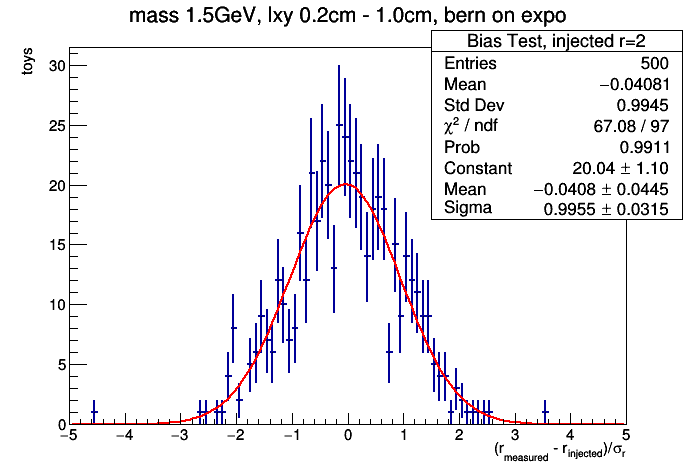 mass 1.5GeV, lxy 0.2cm - 1.0cm, bern on expo
Bias Test, injected r=2
Entries 500
Mean −0.04081
Std Dev 0.9945
χ² / ndf 67.08 / 97
Prob 0.9911
Constant 20.04 ± 1.10
Mean −0.0408 ± 0.0445
Sigma 0.9955 ± 0.0315
toys
30
25
20
15
10
5
0
−5 −4 −3 −2 −1 0 1 2 3 4 5
(r_measured - r_injected)/σ_r